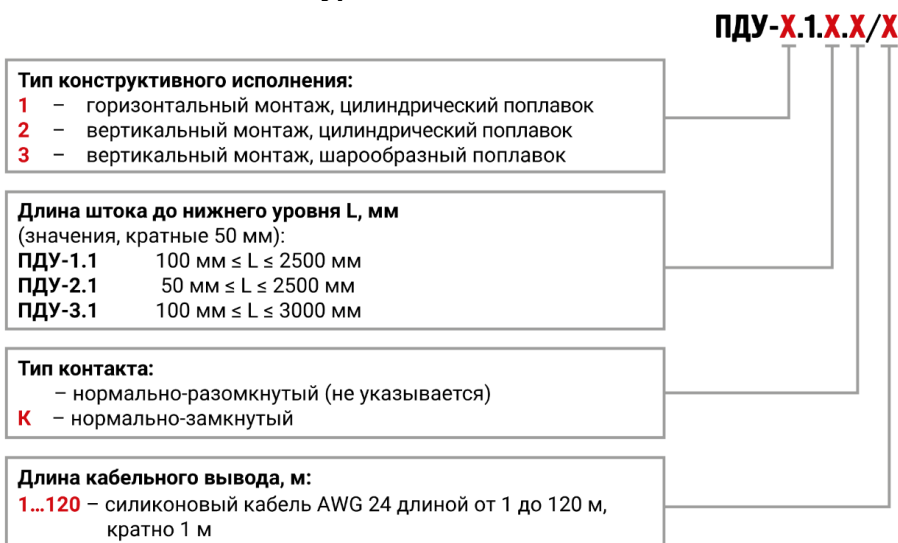 ПДУ-X.1.X.X/X
Тип конструктивного исполнения:
1 – горизонтальный монтаж, цилиндрический поплавок
2 – вертикальный монтаж, цилиндрический поплавок
3 – вертикальный монтаж, шарообразный поплавок
Длина штока до нижнего уровня L, мм
(значения, кратные 50 мм):
ПДУ-1.1 100 мм ≤ L ≤ 2500 мм
ПДУ-2.1 50 мм ≤ L ≤ 2500 мм
ПДУ-3.1 100 мм ≤ L ≤ 3000 мм
Тип контакта:
– нормально-разомкнутый (не указывается)
К – нормально-замкнутый
Длина кабельного вывода, м:
1...120 – силиконовый кабель AWG 24 длиной от 1 до 120 м,
кратно 1 м